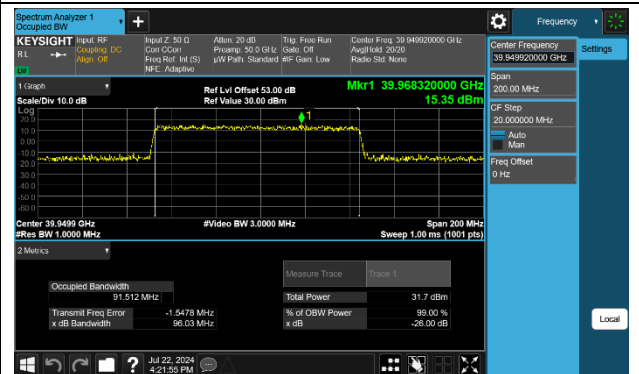 Spectrum Analyzer 1
Occupied BW
Frequency
KEYSIGHT
RL
Input: RF
Coupling: DC
Align: Off
Input Z: 50 Ω
Corr CCorr
Freq Ref: Int (S)
NFE: Adaptive
Atten: 20 dB
Preamp: 50.0 GHz
µW Path: Standard
Trig: Free Run
Gate: Off
#IF Gain: Low
Center Freq: 39.949920000 GHz
Avg|Hold: 20/20
Radio Std: None
Center Frequency
39.949920000 GHz
Settings
Span
200.00 MHz
CF Step
20.000000 MHz
Auto
Man
Freq Offset
0 Hz
1 Graph
Scale/Div 10.0 dB
Ref Lvl Offset 53.00 dB
Ref Value 30.00 dBm
Mkr1 39.968320000 GHz
15.35 dBm
Log
20.0
10.0
0.00
-10.0
-20.0
-30.0
-40.0
-50.0
-60.0
1
Center 39.9499 GHz
#Res BW 1.0000 MHz
#Video BW 3.0000 MHz
Span 200 MHz
Sweep 1.00 ms (1001 pts)
2 Metrics
Measure Trace
Trace 1
Occupied Bandwidth
91.512 MHz
Total Power
31.7 dBm
Transmit Freq Error
-1.5478 MHz
% of OBW Power
99.00 %
x dB Bandwidth
96.03 MHz
x dB
-26.00 dB
Local
?
Jul 22, 2024
4:21:55 PM